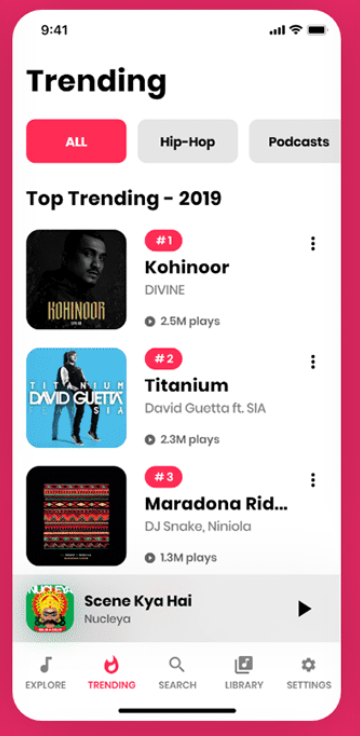 9:41
Trending
ALL
Hip-Hop
Podcasts
Top Trending - 2019
KOHINOOR
#1
Kohinoor
DIVINE
2.5M plays
TITANIUM
DAVID GUETTA
SIA
#2
Titanium
David Guetta ft. SIA
2.3M plays
#3
Maradona Rid...
DJ Snake, Niniola
1.3M plays
NUCLEYA
Scene Kya Hai
Nucleya
EXPLORE
TRENDING
SEARCH
LIBRARY
SETTINGS